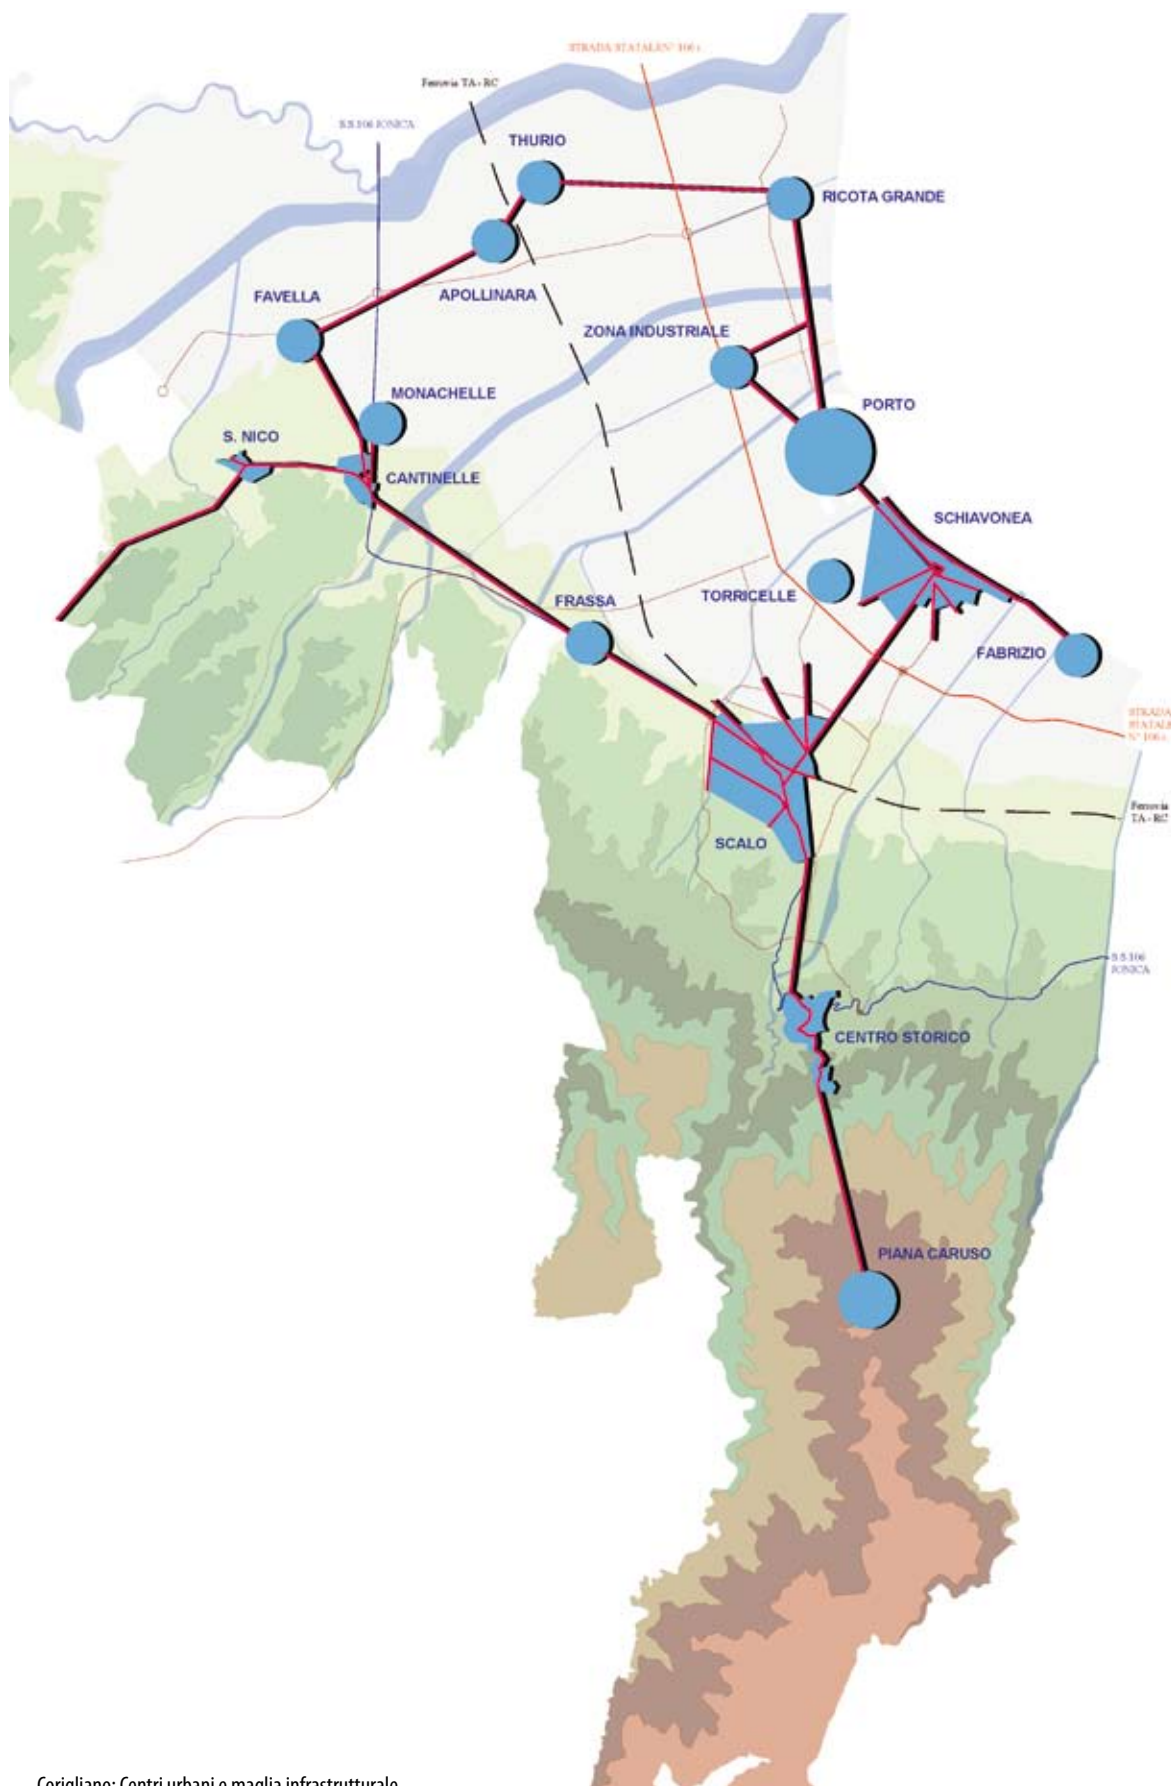 STRADA STATALE N° 106 r.
Ferrovia TA - RC
S.S.106 JONICA
THURIO
RICOTA GRANDE
APOLLINARA
FAVELLA
ZONA INDUSTRIALE
MONACHELLE
PORTO
S. NICO
CANTINELLE
SCHIAVONEA
TORRICELLE
FRASSA
FABRIZIO
STRADA
STATALE
N° 106 r.
Ferrovia
TA - RC
SCALO
S.S.106
JONICA
CENTRO STORICO
PIANA CARUSO
Corigliano: Centri urbani e maglia infrastrutturale